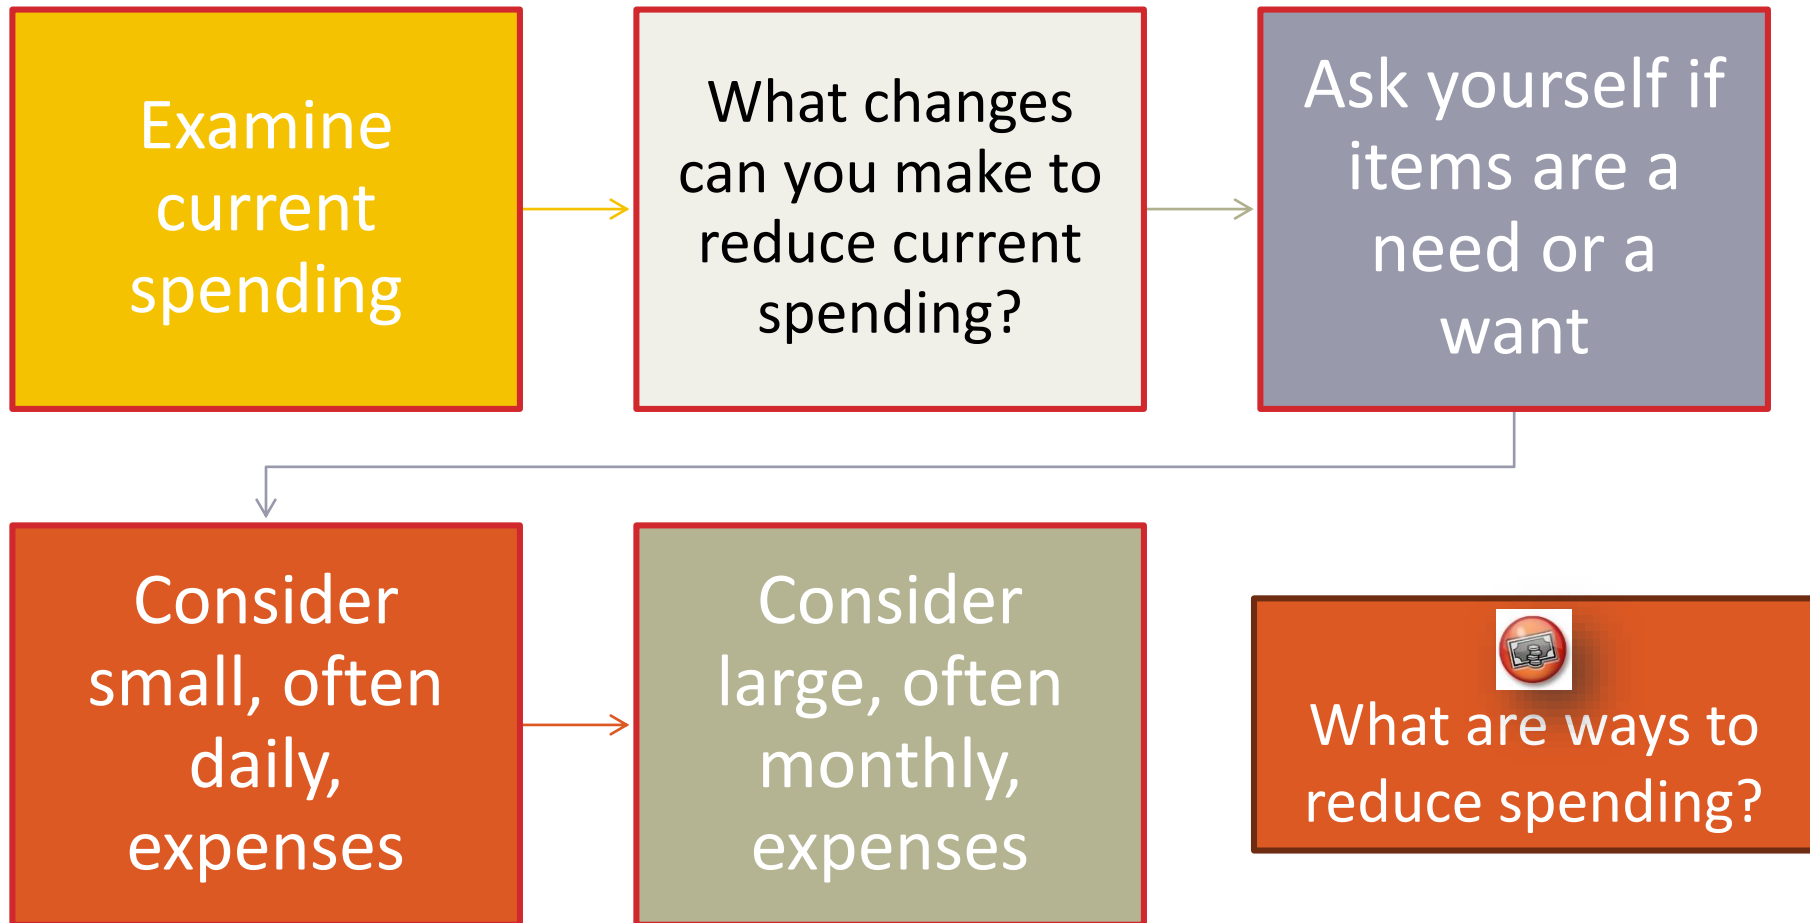 Examine
current
spending
What changes
can you make to
reduce current
spending?
Ask yourself if
items are a
need or a
want
Consider
small, often
daily,
expenses
Consider
large, often
monthly,
expenses
What are ways to
reduce spending?